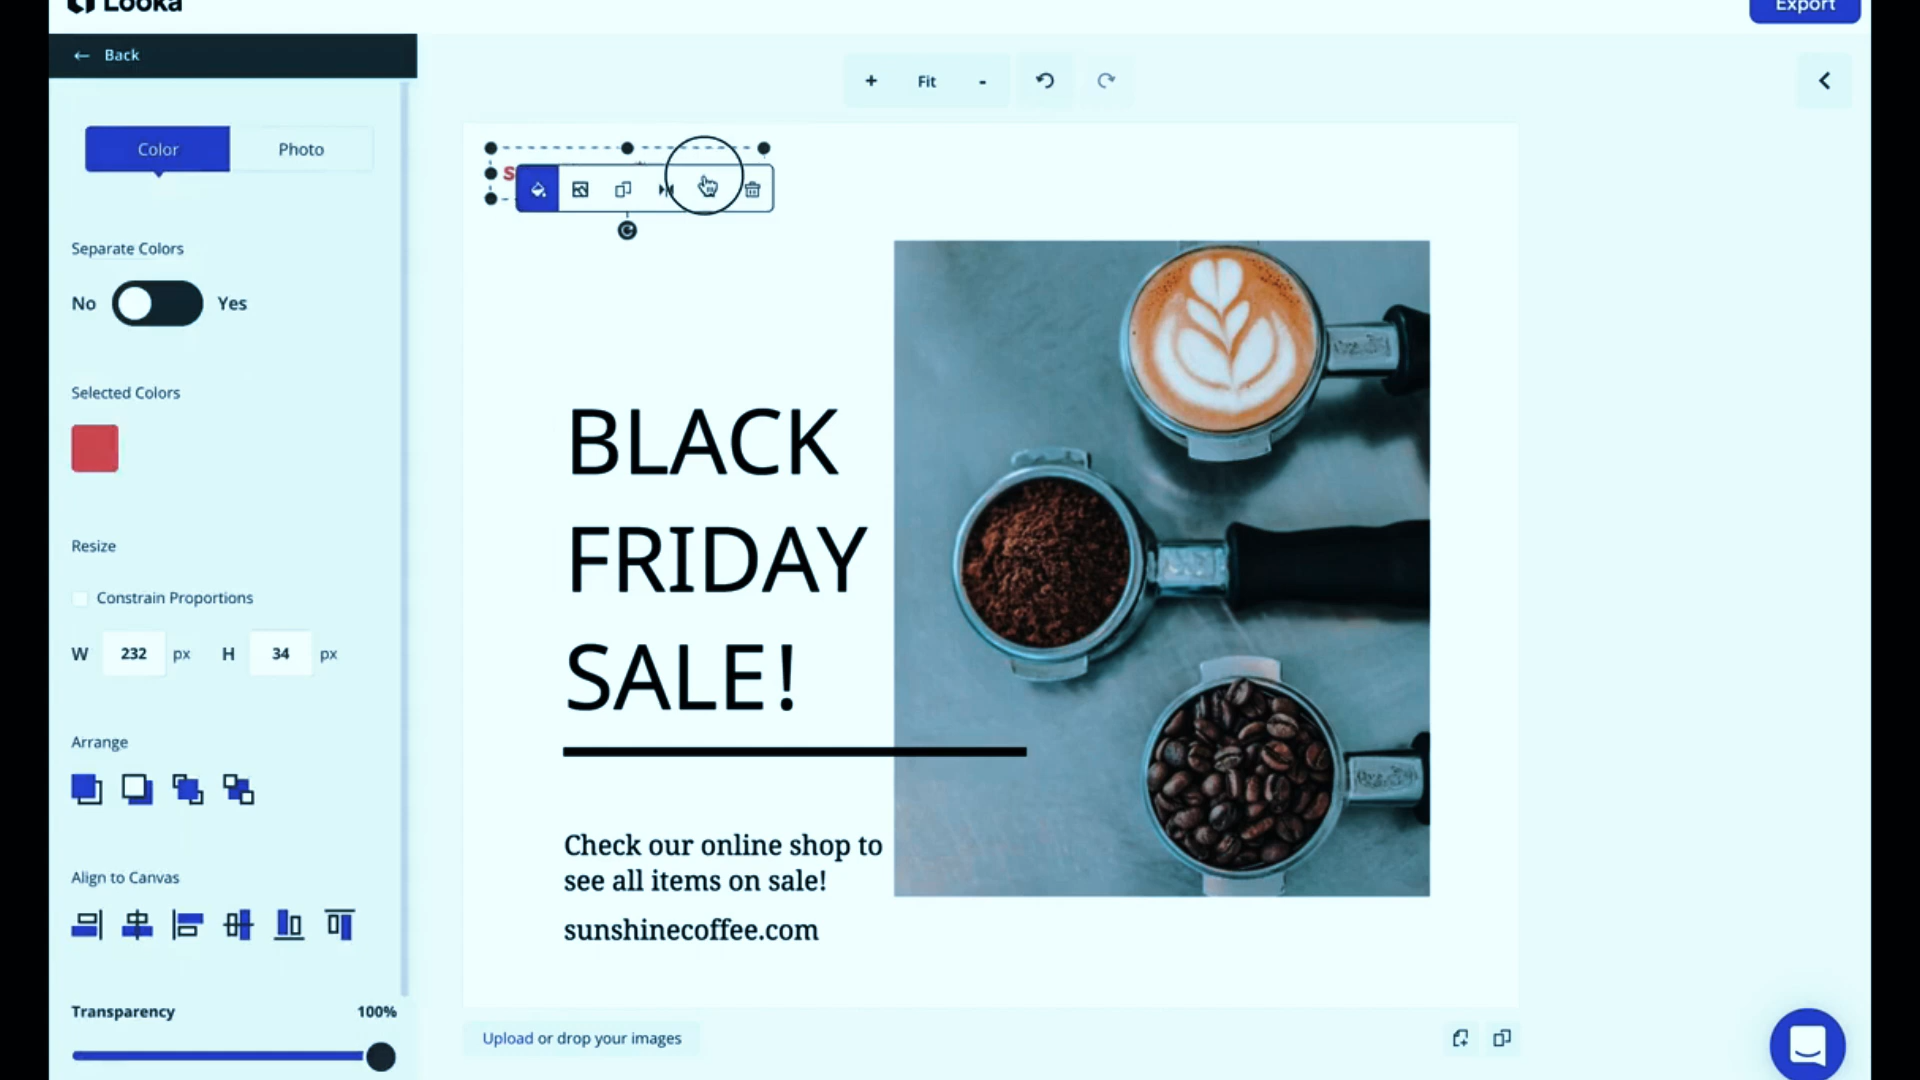 Looka
Export
← Back
+ Fit -
Color
Photo
S
Separate Colors
No
Yes
Selected Colors
Resize
Constrain Proportions
W 232 px H 34 px
Arrange
Align to Canvas
Transparency 100%
BLACK
FRIDAY
SALE!
Check our online shop to
see all items on sale!
sunshinecoffee.com
Upload or drop your images